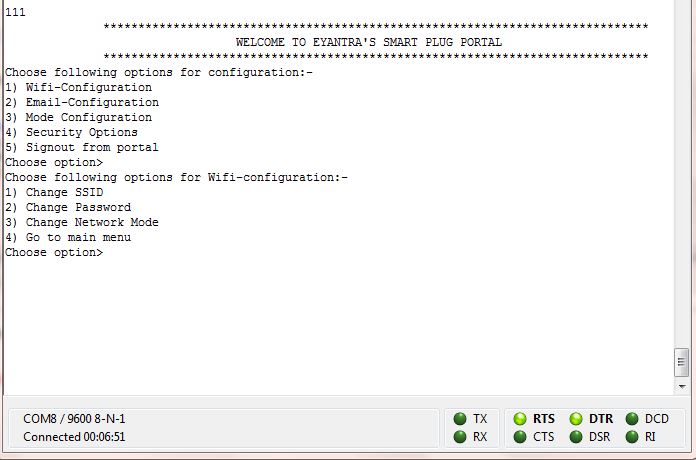 111
******************************************************************************
WELCOME TO EYANTRA'S SMART PLUG PORTAL
******************************************************************************
Choose following options for configuration:-
1) Wifi-Configuration
2) Email-Configuration
3) Mode Configuration
4) Security Options
5) Signout from portal
Choose option>
Choose following options for Wifi-configuration:-
1) Change SSID
2) Change Password
3) Change Network Mode
4) Go to main menu
Choose option>
COM8 / 9600 8-N-1
Connected 00:06:51
TX RTS DTR DCD
RX CTS DSR RI